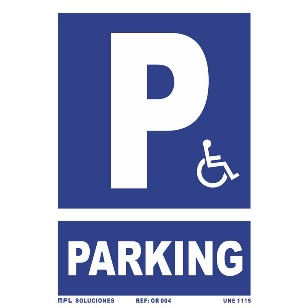 P
PARKING
MPL SOLUCIONES REF: OR 004 UNE 1115